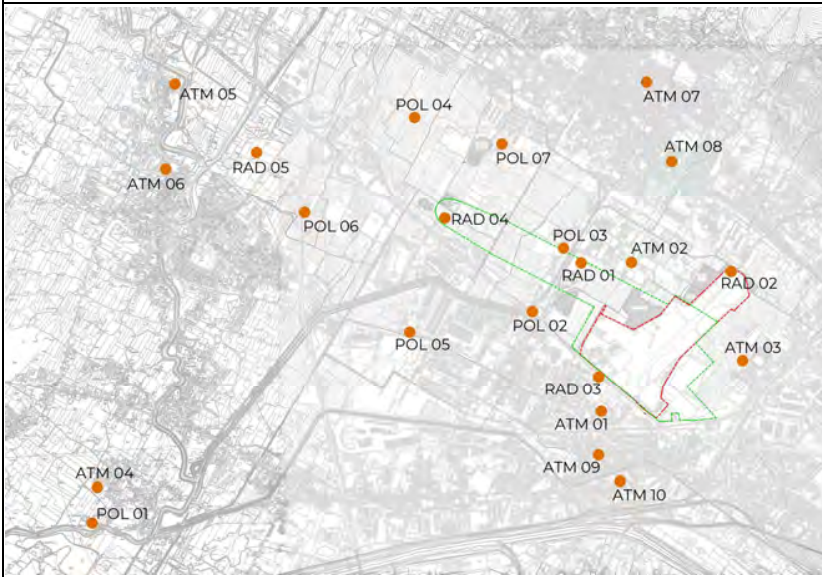 ATM 05
ATM 07
POL 04
POL 07
ATM 08
RAD 05
ATM 06
POL 06
RAD 04
POL 03
ATM 02
RAD 01
RAD 02
POL 02
POL 05
ATM 03
RAD 03
ATM 01
ATM 09
ATM 04
ATM 10
POL 01